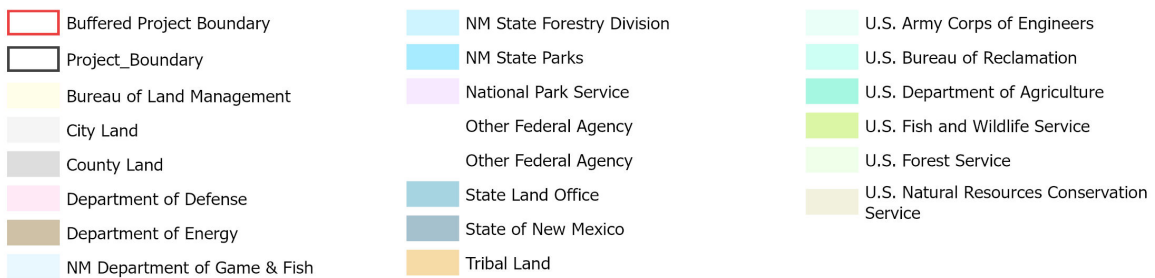 Buffered Project Boundary
Project_Boundary
Bureau of Land Management
City Land
County Land
Department of Defense
Department of Energy
NM Department of Game & Fish
NM State Forestry Division
NM State Parks
National Park Service
Other Federal Agency
Other Federal Agency
State Land Office
State of New Mexico
Tribal Land
U.S. Army Corps of Engineers
U.S. Bureau of Reclamation
U.S. Department of Agriculture
U.S. Fish and Wildlife Service
U.S. Forest Service
U.S. Natural Resources Conservation
Service